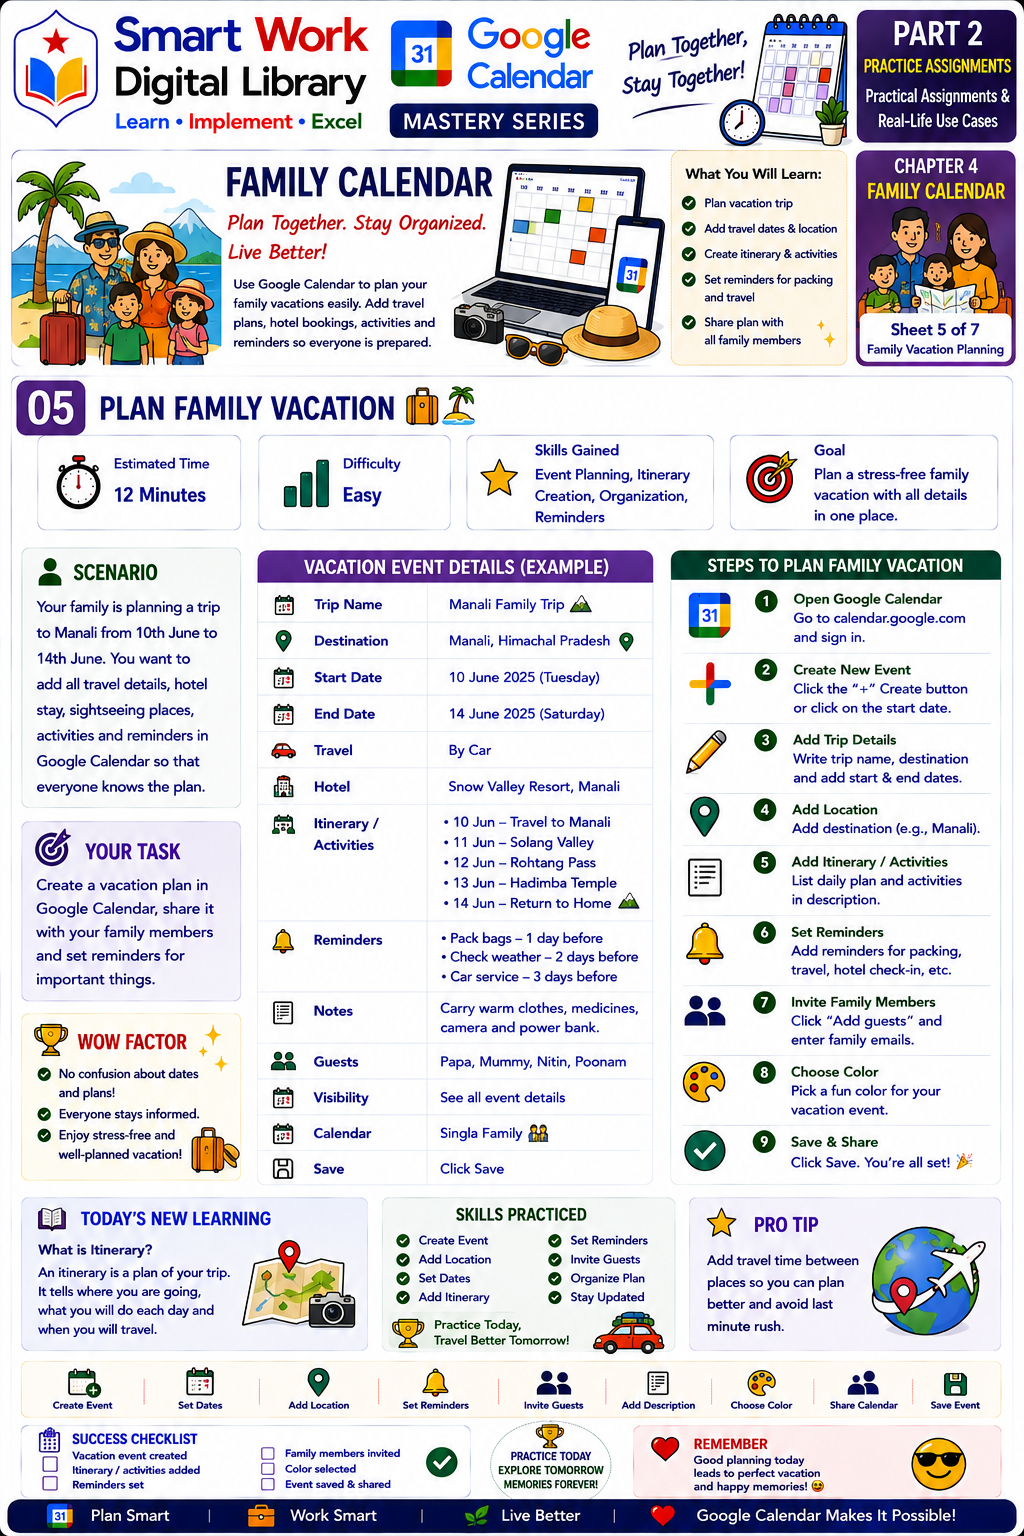 Smart Work
Digital Library
Learn • Implement • Excel
31
Google
Calendar
MASTERY SERIES
Plan Together,
Stay Together!
PART 2
PRACTICE ASSIGNMENTS
Practical Assignments &
Real-Life Use Cases
FAMILY CALENDAR
Plan Together. Stay Organized.
Live Better!
Use Google Calendar to plan your
family vacations easily. Add travel
plans, hotel bookings, activities and
reminders so everyone is prepared.
31
What You Will Learn:
Plan vacation trip
Add travel dates & location
Create itinerary & activities
Set reminders for packing
and travel
Share plan with
all family members
CHAPTER 4
FAMILY CALENDAR
Sheet 5 of 7
Family Vacation Planning
05 PLAN FAMILY VACATION
Estimated Time
12 Minutes
Difficulty
Easy
Skills Gained
Event Planning, Itinerary
Creation, Organization,
Reminders
Goal
Plan a stress-free family
vacation with all details
in one place.
SCENARIO
Your family is planning a trip
to Manali from 10th June to
14th June. You want to
add all travel details, hotel
stay, sightseeing places,
activities and reminders in
Google Calendar so that
everyone knows the plan.
YOUR TASK
Create a vacation plan in
Google Calendar, share it
with your family members
and set reminders for
important things.
WOW FACTOR
No confusion about dates
and plans!
Everyone stays informed.
Enjoy stress-free and
well-planned vacation!
VACATION EVENT DETAILS (EXAMPLE)
Trip Name Manali Family Trip
Destination Manali, Himachal Pradesh
Start Date 10 June 2025 (Tuesday)
End Date 14 June 2025 (Saturday)
Travel By Car
Hotel Snow Valley Resort, Manali
Itinerary /
Activities
• 10 Jun – Travel to Manali
• 11 Jun – Solang Valley
• 12 Jun – Rohtang Pass
• 13 Jun – Hadimba Temple
• 14 Jun – Return to Home
Reminders
• Pack bags – 1 day before
• Check weather – 2 days before
• Car service – 3 days before
Notes
Carry warm clothes, medicines,
camera and power bank.
Guests Papa, Mummy, Nitin, Poonam
Visibility See all event details
Calendar Singla Family
Save Click Save
STEPS TO PLAN FAMILY VACATION
31
1 Open Google Calendar
Go to calendar.google.com
and sign in.
2 Create New Event
Click the “+” Create button
or click on the start date.
3 Add Trip Details
Write trip name, destination
and add start & end dates.
4 Add Location
Add destination (e.g., Manali).
5 Add Itinerary / Activities
List daily plan and activities
in description.
6 Set Reminders
Add reminders for packing,
travel, hotel check-in, etc.
7 Invite Family Members
Click “Add guests” and
enter family emails.
8 Choose Color
Pick a fun color for your
vacation event.
9 Save & Share
Click Save. You're all set!
TODAY'S NEW LEARNING
What is Itinerary?
An itinerary is a plan of your trip.
It tells where you are going,
what you will do each day and
when you will travel.
SKILLS PRACTICED
Create Event
Add Location
Set Dates
Add Itinerary
Set Reminders
Invite Guests
Organize Plan
Stay Updated
Practice Today,
Travel Better Tomorrow!
PRO TIP
Add travel time between
places so you can plan
better and avoid last
minute rush.
Create Event
Set Dates
Add Location
Set Reminders
Invite Guests
Add Description
Choose Color
Share Calendar
Save Event
SUCCESS CHECKLIST
Vacation event created
Itinerary / activities added
Reminders set
Family members invited
Color selected
Event saved & shared
PRACTICE TODAY
EXPLORE TOMORROW
MEMORIES FOREVER!
REMEMBER
Good planning today
leads to perfect vacation
and happy memories!
31
Plan Smart | Work Smart | Live Better | Google Calendar Makes It Possible!